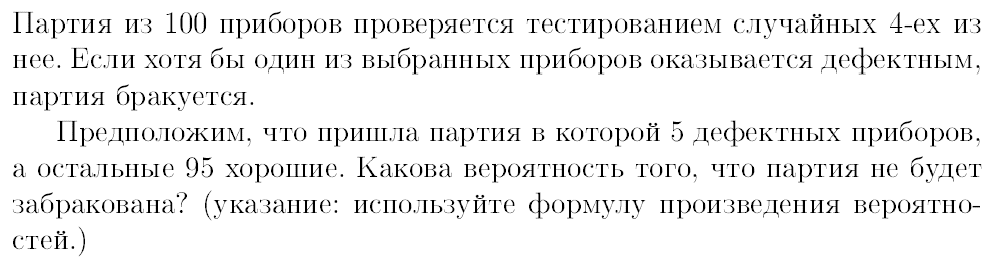 Партия из 100 приборов проверяется тестированием случайных 4-ех из
нее. Если хотя бы один из выбранных приборов оказывается дефектным,
партия бракуется.
Предположим, что пришла партия в которой 5 дефектных приборов,
а остальные 95 хорошие. Какова вероятность того, что партия не будет
забракована? (указание: используйте формулу произведения вероятно-
стей.)